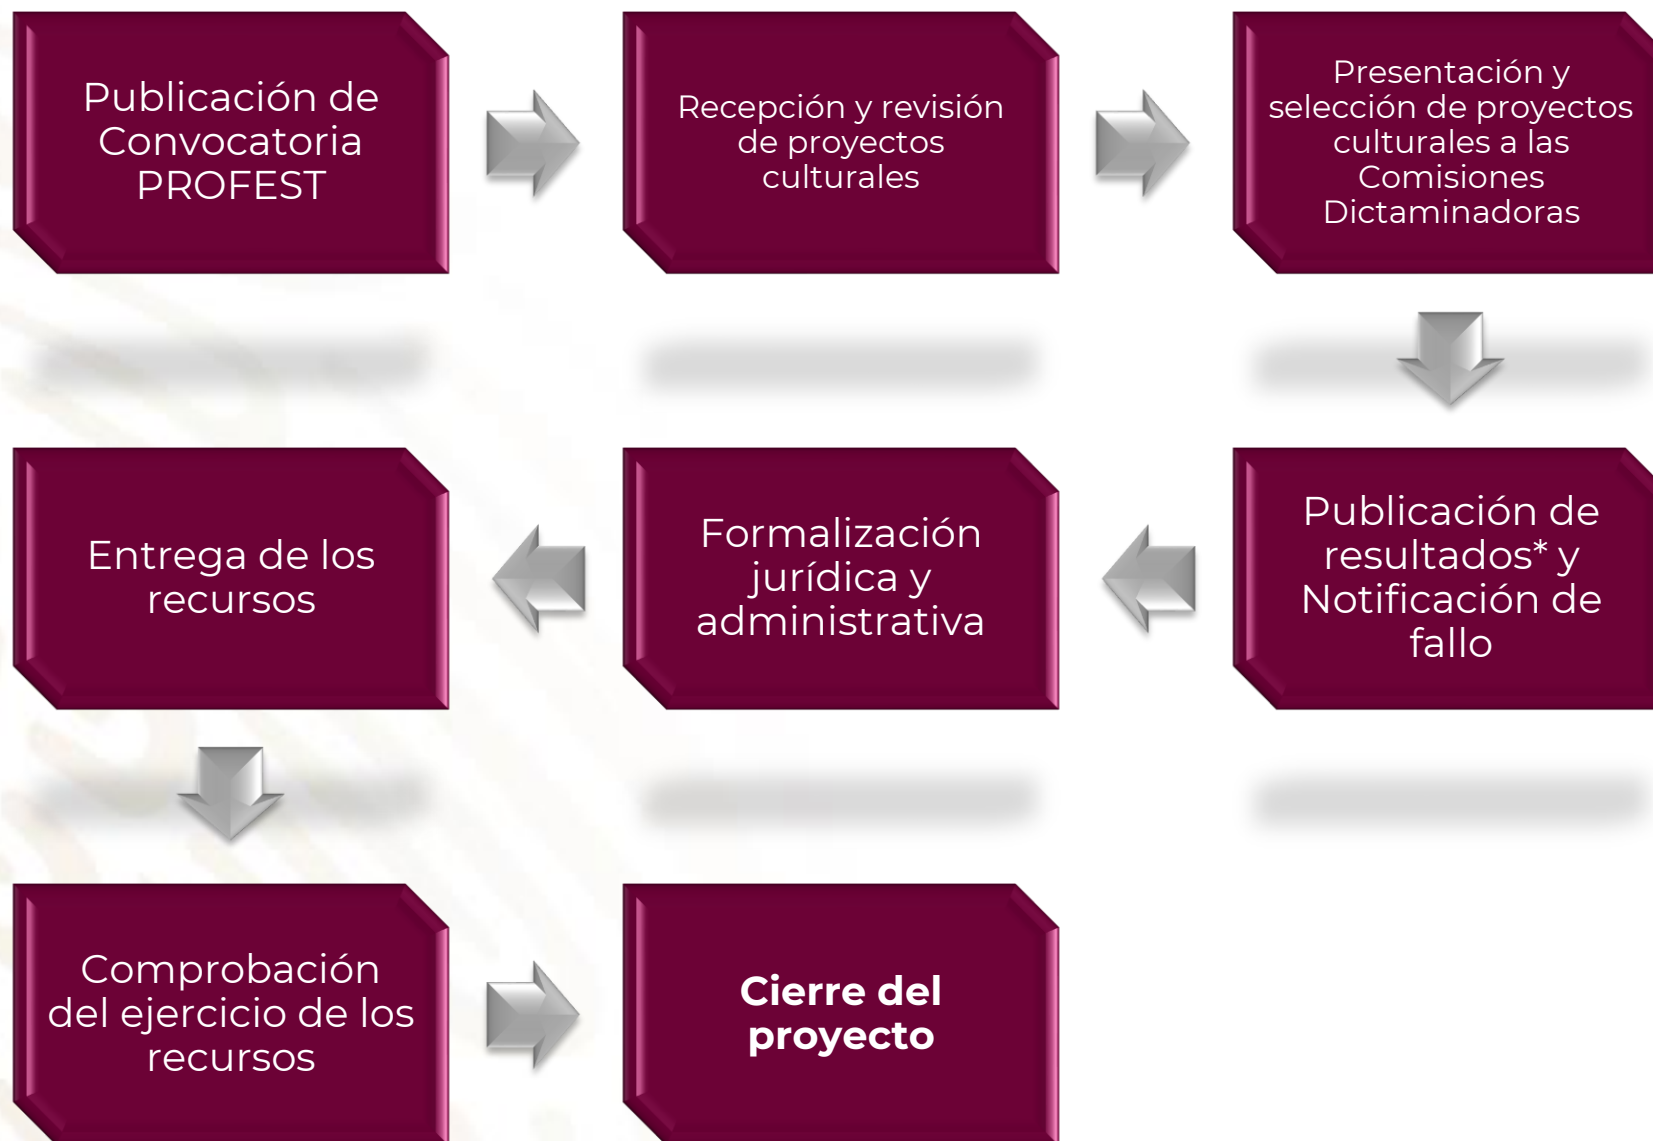 Publicación de
Convocatoria
PROFEST
Recepción y revisión
de proyectos
culturales
Presentación y
selección de proyectos
culturales a las
Comisiones
Dictaminadoras
Publicación de
resultados* y
Notificación de
fallo
Formalización
jurídica y
administrativa
Entrega de los
recursos
Comprobación
del ejercicio de los
recursos
Cierre del
proyecto